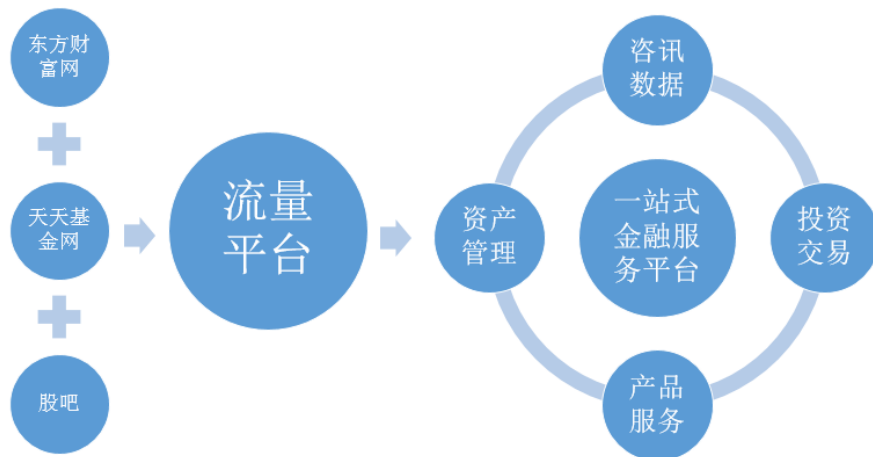 东方财
富网
天天基
金网
股吧
流量
平台
咨讯
数据
资产
管理
一站式
金融服
务平台
投资
交易
产品
服务